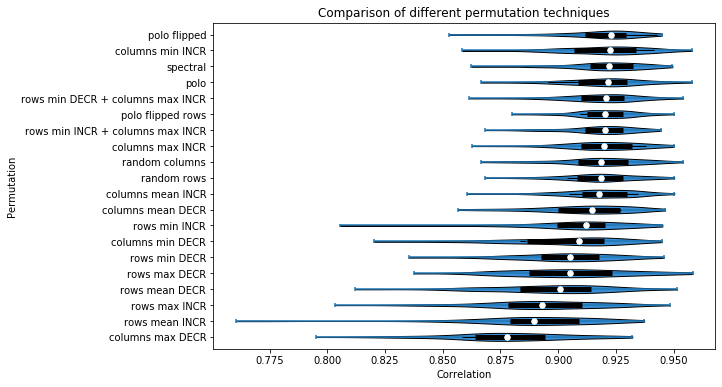 Comparison of different permutation techniques
Permutation
polo flipped
columns min INCR
spectral
polo
rows min DECR + columns max INCR
polo flipped rows
rows min INCR + columns max INCR
columns max INCR
random columns
random rows
columns mean INCR
columns mean DECR
rows min INCR
columns min DECR
rows min DECR
rows max DECR
rows mean DECR
rows max INCR
rows mean INCR
columns max DECR
0.775 0.800 0.825 0.850 0.875 0.900 0.925 0.950
Correlation